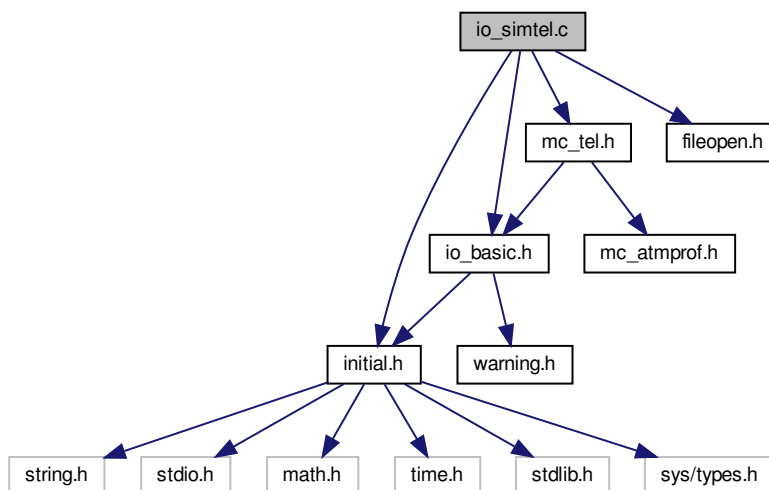 io_simtel.c
mc_tel.h
fileopen.h
io_basic.h
mc_atmprof.h
initial.h
warning.h
string.h
stdio.h
math.h
time.h
stdlib.h
sys/types.h